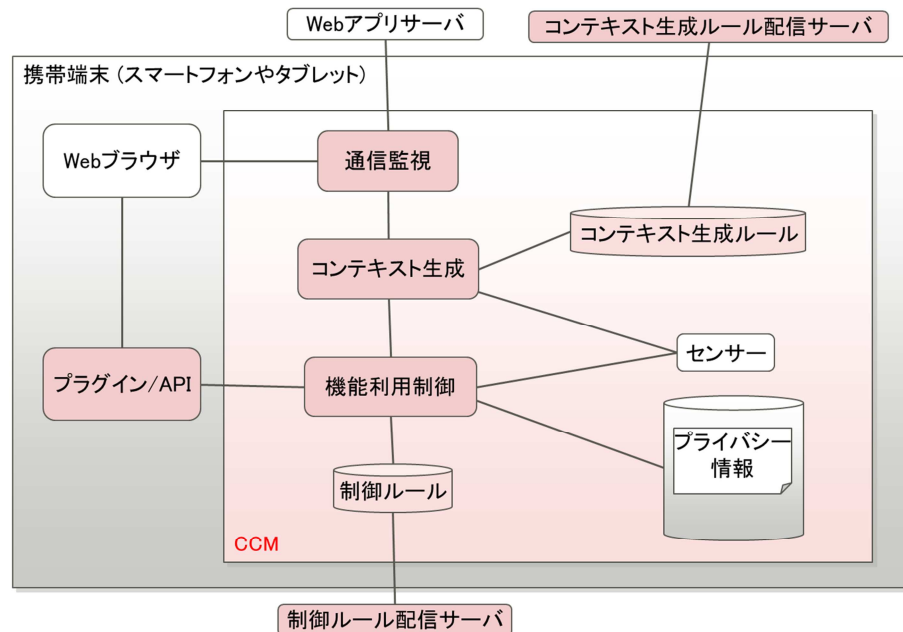 Webアプリサーバ
コンテキスト生成ルール配信サーバ
携帯端末 (スマートフォンやタブレット)
Webブラウザ
通信監視
コンテキスト生成ルール
コンテキスト生成
センサー
プラグイン/API
機能利用制御
プライバシー
情報
制御ルール
CCM
制御ルール配信サーバ